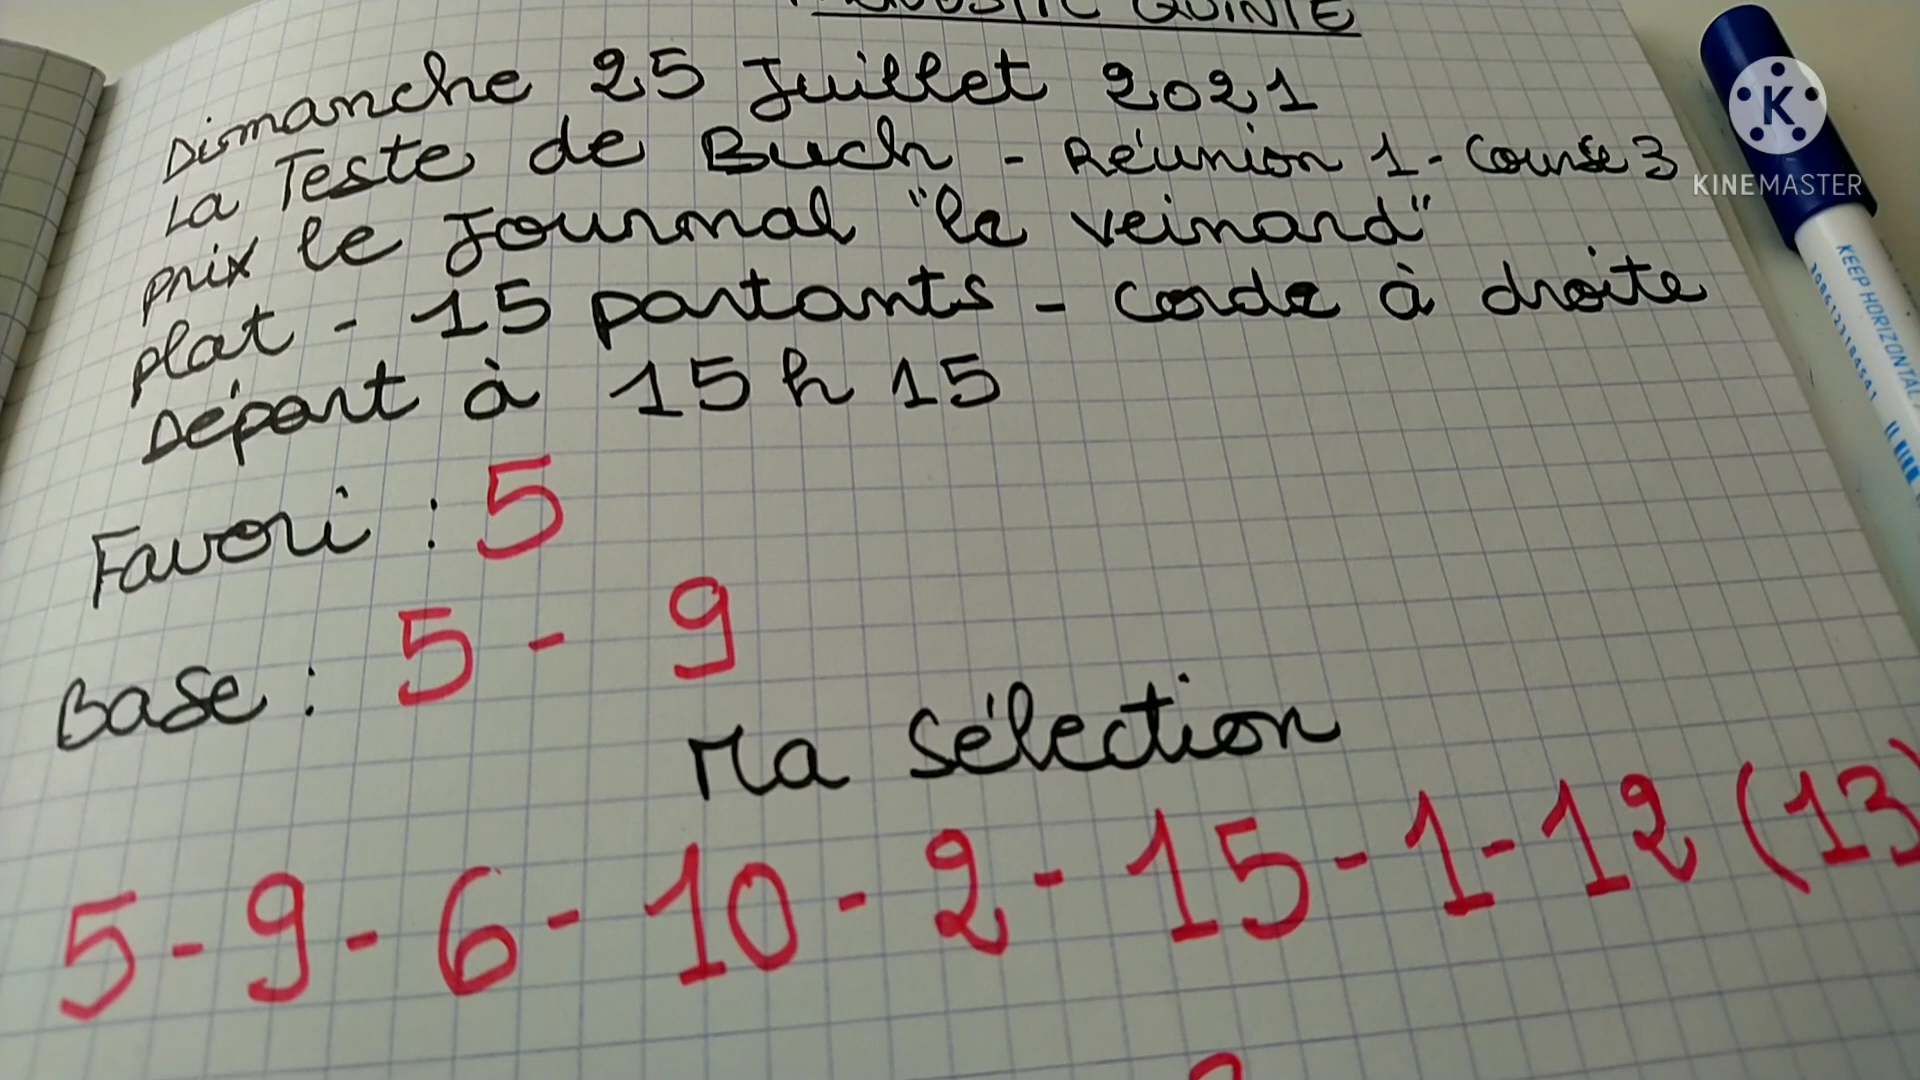 PRONOSTIC QUINTÉ
Dimanche 25 Juillet 2021
La Teste de Buch - Réunion 1 - Course 3
prix le Journal "le veinard"
plat - 15 partants - corde à droite
Départ à 15 h 15
Favori : 5
Base : 5 - 9
Ma sélection
5 - 9 - 6 - 10 - 2 - 15 - 1 - 12 (13)
K
KINEMASTER
KEEP HORIZONTAL